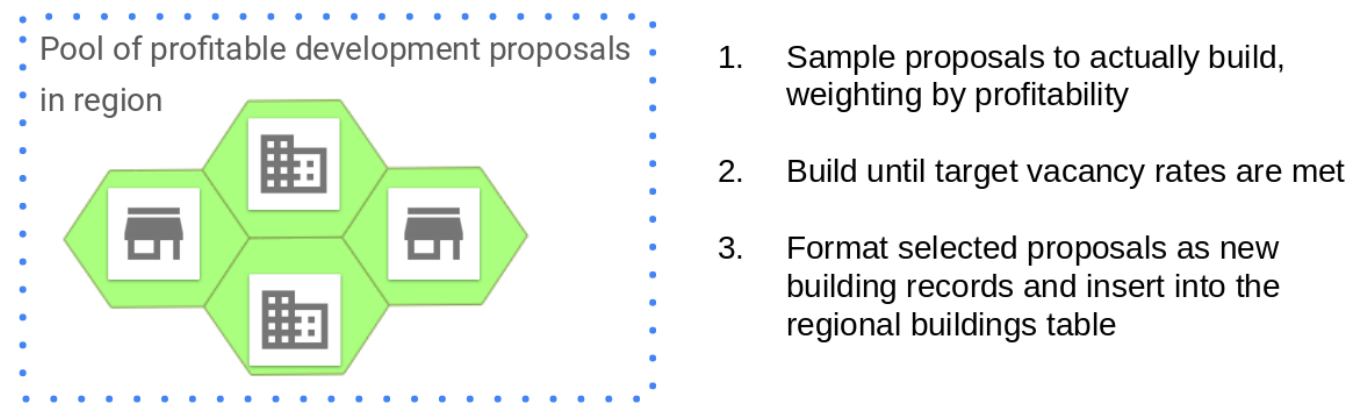 Pool of profitable development proposals
in region
1. Sample proposals to actually build,
weighting by profitability
2. Build until target vacancy rates are met
3. Format selected proposals as new
building records and insert into the
regional buildings table